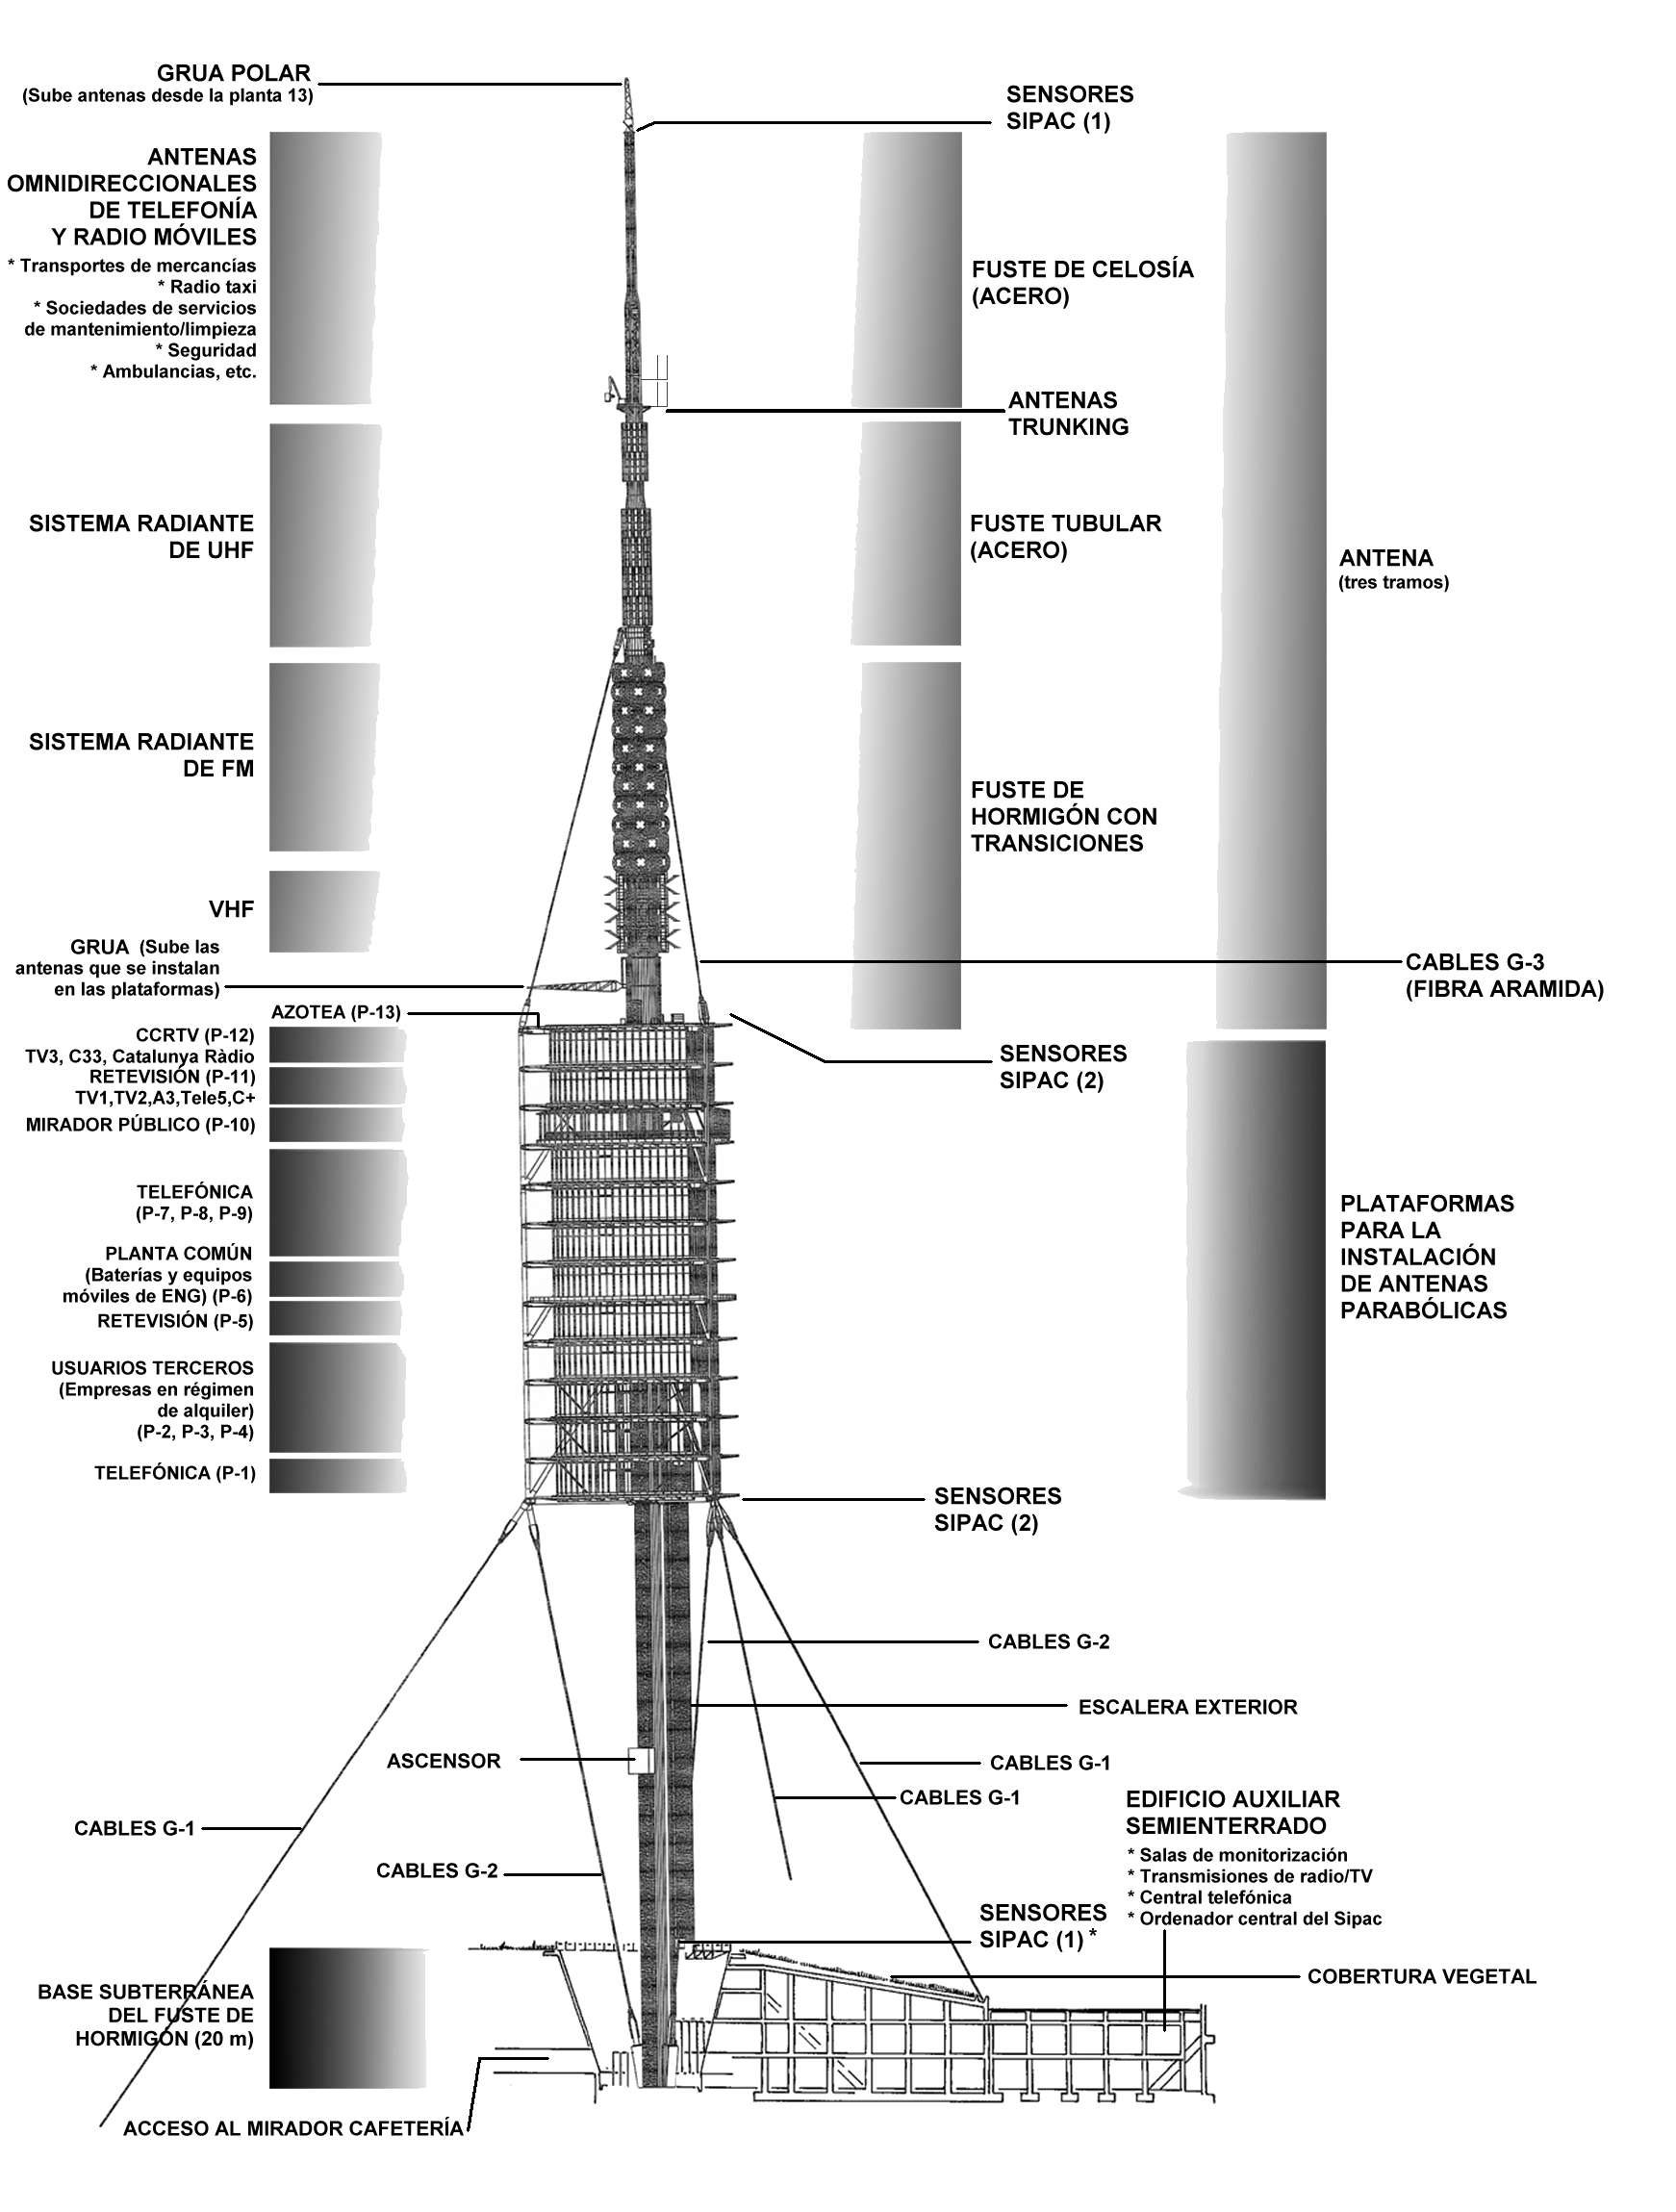 GRUA POLAR
(Sube antenas desde la planta 13)
SENSORES
SIPAC (1)
ANTENAS
OMNIDIRECCIONALES
DE TELEFONÍA
Y RADIO MÓVILES
* Transportes de mercancías
* Radio taxi
* Sociedades de servicios
de mantenimiento/limpieza
* Seguridad
* Ambulancias, etc.
FUSTE DE CELOSÍA
(ACERO)
ANTENAS
TRUNKING
SISTEMA RADIANTE
DE UHF
FUSTE TUBULAR
(ACERO)
ANTENA
(tres tramos)
SISTEMA RADIANTE
DE FM
FUSTE DE
HORMIGÓN CON
TRANSICIONES
VHF
GRUA (Sube las
antenas que se instalan
en las plataformas)
CABLES G-3
(FIBRA ARAMIDA)
AZOTEA (P-13)
CCRTV (P-12)
TV3, C33, Catalunya Ràdio
RETEVISIÓN (P-11)
TV1,TV2,A3,Tele5,C+
MIRADOR PÚBLICO (P-10)
SENSORES
SIPAC (2)
TELEFÓNICA
(P-7, P-8, P-9)
PLANTA COMÚN
(Baterías y equipos
móviles de ENG) (P-6)
RETEVISIÓN (P-5)
PLATAFORMAS
PARA LA
INSTALACIÓN
DE ANTENAS
PARABÓLICAS
USUARIOS TERCEROS
(Empresas en régimen
de alquiler)
(P-2, P-3, P-4)
TELEFÓNICA (P-1)
SENSORES
SIPAC (2)
CABLES G-2
ESCALERA EXTERIOR
ASCENSOR
CABLES G-1
CABLES G-1
CABLES G-1
CABLES G-2
EDIFICIO AUXILIAR
SEMIENTERRADO
* Salas de monitorización
* Transmisiones de radio/TV
* Central telefónica
* Ordenador central del Sipac
SENSORES
SIPAC (1) *
COBERTURA VEGETAL
BASE SUBTERRÁNEA
DEL FUSTE DE
HORMIGÓN (20 m)
ACCESO AL MIRADOR CAFETERÍA